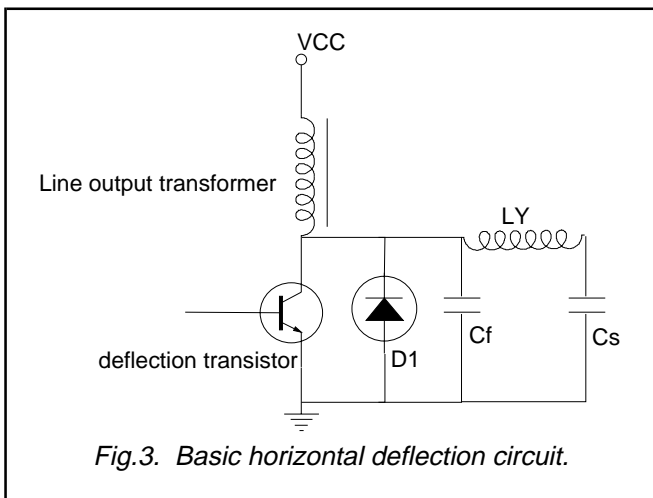 VCC
Line output transformer
LY
deflection transistor
D1
Cf
Cs
Fig.3. Basic horizontal deflection circuit.